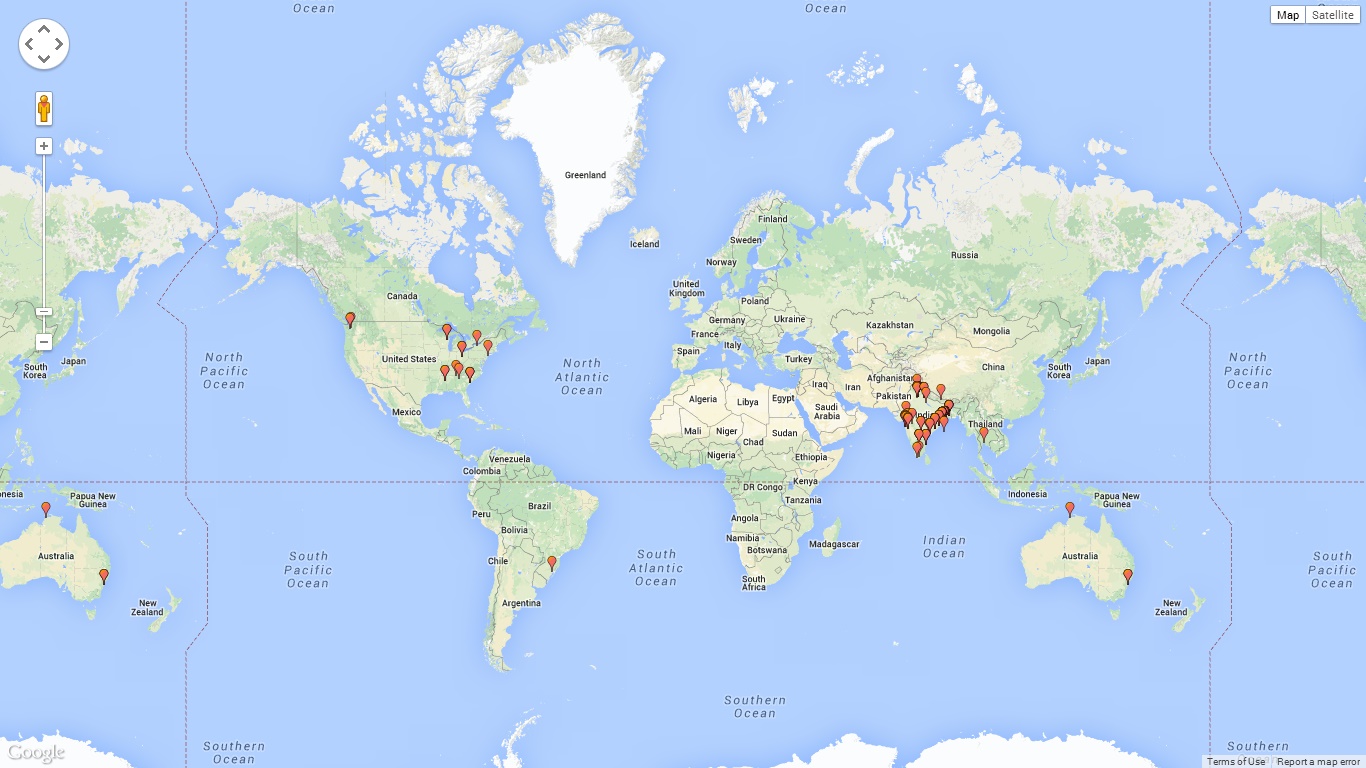 Ocean
Ocean
Map
Satellite
Greenland
Iceland
Finland
Sweden
Norway
Russia
United
Kingdom
Canada
Poland
Germany
Ukraine
Kazakhstan
Mongolia
France
Italy
Spain
Turkey
United States
China
South
Korea
Japan
South
Korea
Japan
North
Pacific
Ocean
North
Atlantic
Ocean
North
Pacific
Ocean
Afghanistan
Iraq
Iran
Pakistan
Algeria
Libya
Egypt
Saudi
Arabia
Mexico
India
Thailand
Mali
Niger
Chad
Sudan
Nigeria
Ethiopia
Venezuela
Colombia
DR Congo
Kenya
Tanzania
nesia
Papua New
Guinea
Indonesia
Papua New
Guinea
Peru
Brazil
Bolivia
Angola
Namibia
Botswana
Madagascar
Indian
Ocean
Australia
Australia
South
Pacific
Ocean
Chile
South
Atlantic
Ocean
South
Africa
South
Pacific
Ocean
Argentina
New
Zealand
New
Zealand
Southern
Ocean
Southern
Ocean
Southern
Google
Terms of Use
Report a map error